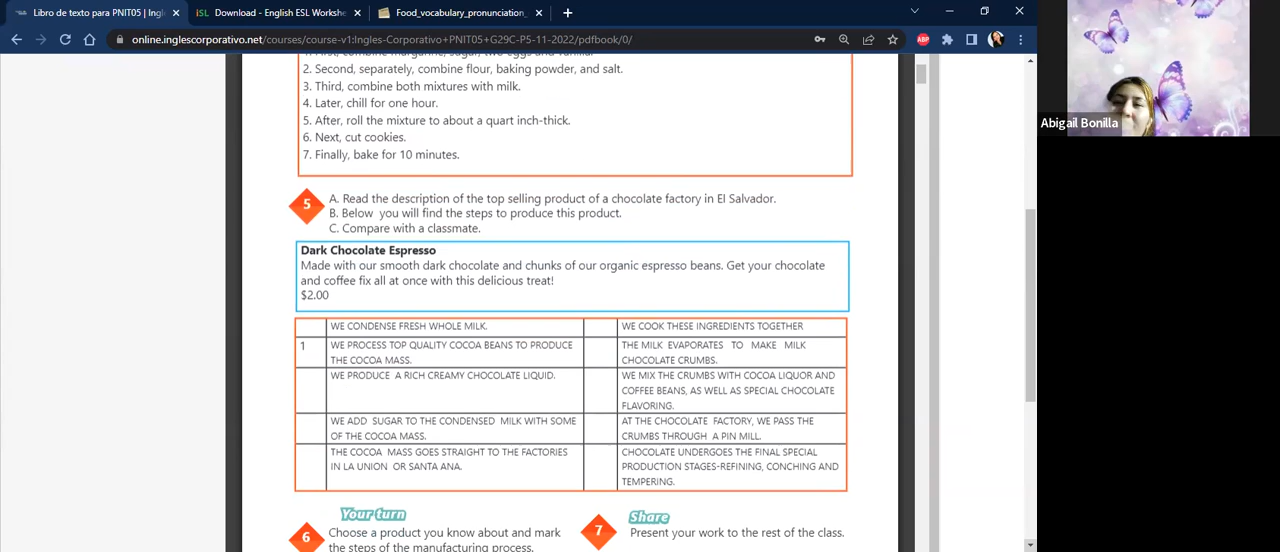 Libro de texto para PNIT05 | Ingl
Download - English ESL Workshe
Food_vocabulary_pronunciation_
online.inglescorporativo.net/courses/course-v1:Ingles-Corporativo+PNIT05+G29C-P5-11-2022/pdfbook/0/
1. First, combine margarine, sugar, two eggs and vanilla.
2. Second, separately, combine flour, baking powder, and salt.
3. Third, combine both mixtures with milk.
4. Later, chill for one hour.
5. After, roll the mixture to about a quart inch-thick.
6. Next, cut cookies.
7. Finally, bake for 10 minutes.
5
A. Read the description of the top selling product of a chocolate factory in El Salvador.
B. Below you will find the steps to produce this product.
C. Compare with a classmate.
Dark Chocolate Espresso
Made with our smooth dark chocolate and chunks of our organic espresso beans. Get your chocolate
and coffee fix all at once with this delicious treat!
$2.00
WE CONDENSE FRESH WHOLE MILK.
WE COOK THESE INGREDIENTS TOGETHER
1
WE PROCESS TOP QUALITY COCOA BEANS TO PRODUCE
THE COCOA MASS.
THE MILK EVAPORATES TO MAKE MILK
CHOCOLATE CRUMBS.
WE PRODUCE A RICH CREAMY CHOCOLATE LIQUID.
WE MIX THE CRUMBS WITH COCOA LIQUOR AND
COFFEE BEANS, AS WELL AS SPECIAL CHOCOLATE
FLAVORING.
WE ADD SUGAR TO THE CONDENSED MILK WITH SOME
OF THE COCOA MASS.
AT THE CHOCOLATE FACTORY, WE PASS THE
CRUMBS THROUGH A PIN MILL.
THE COCOA MASS GOES STRAIGHT TO THE FACTORIES
IN LA UNION OR SANTA ANA.
CHOCOLATE UNDERGOES THE FINAL SPECIAL
PRODUCTION STAGES-REFINING, CONCHING AND
TEMPERING.
Your turn
6
Choose a product you know about and mark
the steps of the manufacturing process.
Share
7
Present your work to the rest of the class.
ABP
Abigail Bonilla